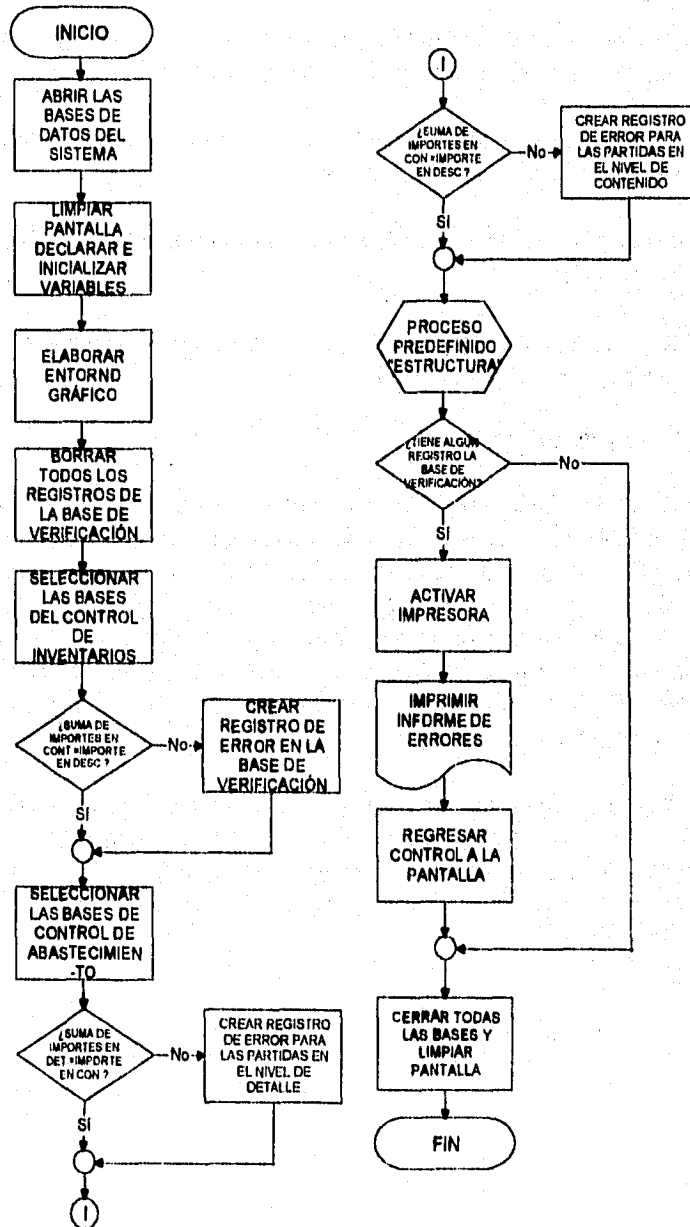 INICIO
ABRIR LAS
BASES DE
DATOS DEL
SISTEMA
LIMPIAR
PANTALLA
DECLARAR E
INICIALIZAR
VARIABLES
ELABORAR
ENTORNO
GRÁFICO
BORRAR
TODOS LOS
REGISTROS DE
LA BASE DE
VERIFICACIÓN
SELECCIONAR
LAS BASES
DEL CONTROL
DE
INVENTARIOS
¿SUMA DE
IMPORTES EN
CONT =IMPORTE
EN DESC.?
No
CREAR
REGISTRO DE
ERROR EN LA
BASE DE
VERIFICACIÓN
SI
SELECCIONAR
LAS BASES DE
CONTROL DE
ABASTECIMIEN
-TO
¿SUMA DE
IMPORTES EN
DET =IMPORTE
EN CON ?
No
CREAR REGISTRO
DE ERROR PARA
LAS PARTIDAS EN
EL NIVEL DE
DETALLE
SI
I
I
¿SUMA DE
IMPORTES EN
CON =IMPORTE
EN DESC.?
No
CREAR REGISTRO
DE ERROR PARA
LAS PARTIDAS EN
EL NIVEL DE
CONTENIDO
SI
PROCESO
PREDEFINIDO
"ESTRUCTURA"
¿TIENE ALGUN
REGISTRO LA
BASE DE
VERIFICACIÓN?
No
SI
ACTIVAR
IMPRESORA
IMPRIMIR
INFORME DE
ERRORES
REGRESAR
CONTROL A LA
PANTALLA
CERRAR TODAS
LAS BASES Y
LIMPIAR
PANTALLA
FIN